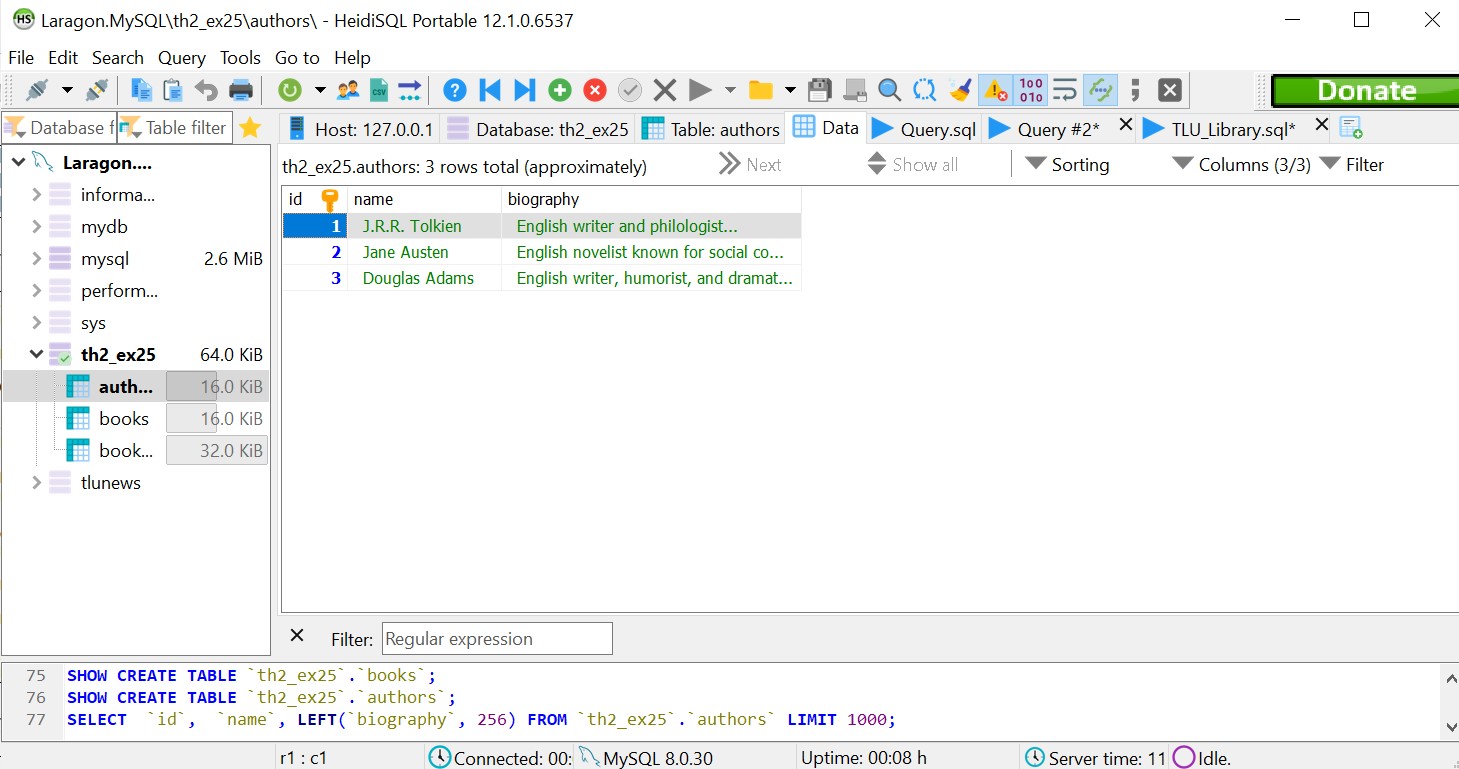 Laragon.MySQL\th2_ex25\authors\ - HeidiSQL Portable 12.1.0.6537
File Edit Search Query Tools Go to Help
Donate
Database f Table filter Host: 127.0.0.1 Database: th2_ex25 Table: authors Data Query.sql Query #2* TLU_Library.sql*
Laragon....
informa...
mydb
mysql 2.6 MiB
perform...
sys
th2_ex25 64.0 KiB
auth... 16.0 KiB
books 16.0 KiB
book... 32.0 KiB
tlunews
th2_ex25.authors: 3 rows total (approximately) Next Show all Sorting Columns (3/3) Filter
id name biography
1 J.R.R. Tolkien English writer and philologist...
2 Jane Austen English novelist known for social co...
3 Douglas Adams English writer, humorist, and dramat...
Filter: Regular expression
75 SHOW CREATE TABLE `th2_ex25`.`books`;
76 SHOW CREATE TABLE `th2_ex25`.`authors`;
77 SELECT `id`, `name`, LEFT(`biography`, 256) FROM `th2_ex25`.`authors` LIMIT 1000;
r1 : c1 Connected: 00: MySQL 8.0.30 Uptime: 00:08 h Server time: 11 Idle.